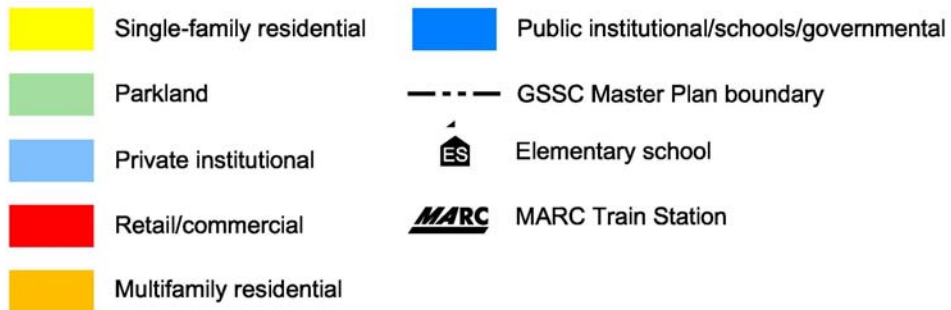 Single-family residential
Parkland
Private institutional
Retail/commercial
Multifamily residential
Public institutional/schools/governmental
GSSC Master Plan boundary
ES Elementary school
MARC MARC Train Station